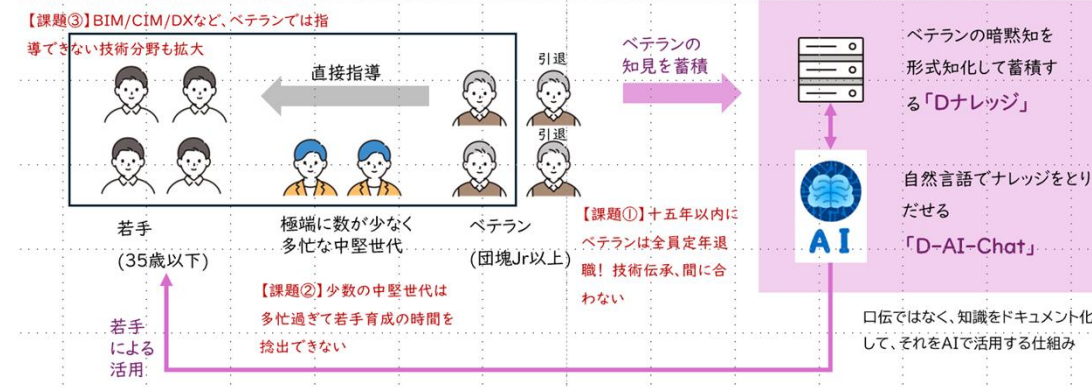 【課題③】BIM/CIM/DXなど、ベテランでは指
導できない技術分野も拡大
直接指導
引退
引退
若手
(35歳以下)
極端に数が少なく
多忙な中堅世代
ベテラン
(団塊Jr以上)
【課題②】少数の中堅世代は
多忙過ぎて若手育成の時間を
捻出できない
【課題①】十五年以内に
ベテランは全員定年退
職！技術伝承、間に合
わない
ベテランの
知見を蓄積
ベテランの暗黙知を
形式知化して蓄積す
る「Dナレッジ」
AI
自然言語でナレッジをとり
だせる
「D-AI-Chat」
口伝ではなく、知識をドキュメント化
して、それをAIで活用する仕組み
若手
による
活用